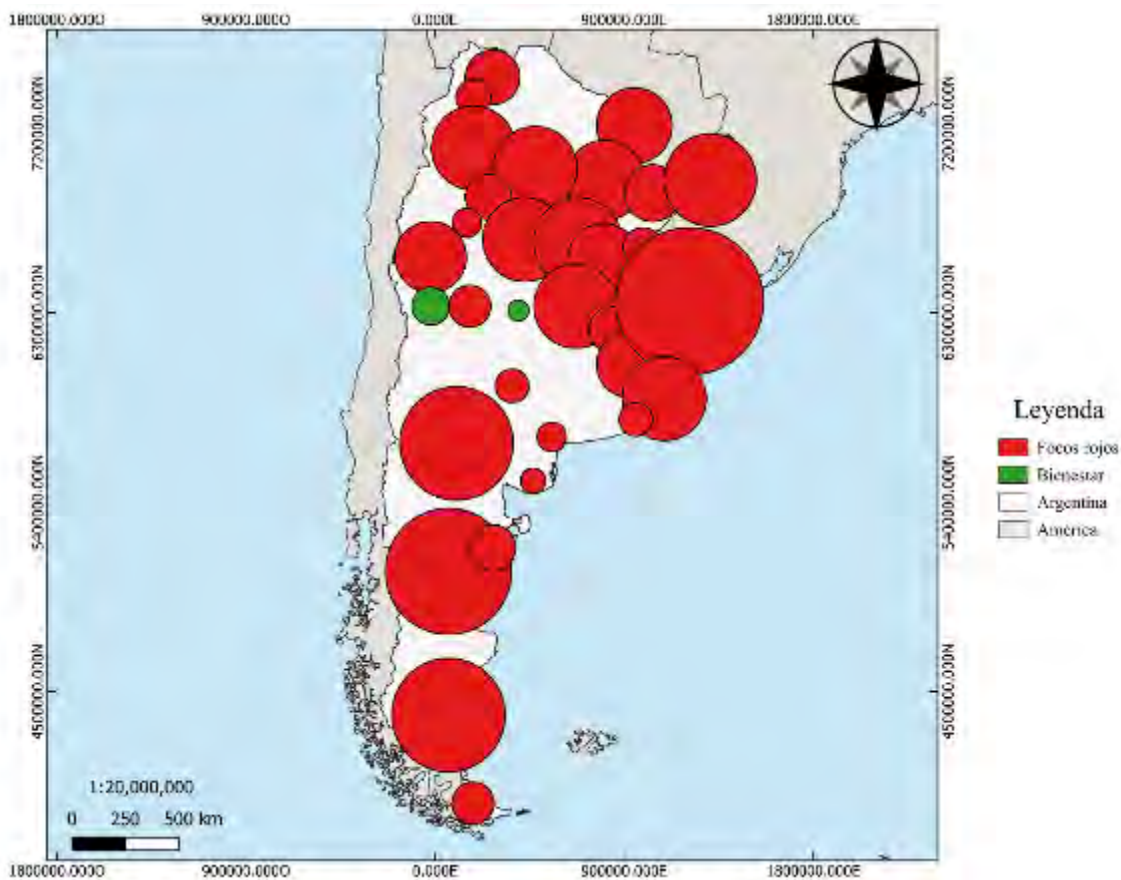 1800000.000O 900000.000O 0.000E 900000.000E 1800000.000E
7200000.000N 7200000.000N
6300000.000N 6300000.000N
5400000.000N 5400000.000N
4500000.000N 4500000.000N
Leyenda
Focos rojos
Bienestar
Argentina
América
1:20,000,000
0 250 500 km
1800000.000O 900000.000O 0.000E 900000.000E 1800000.000E